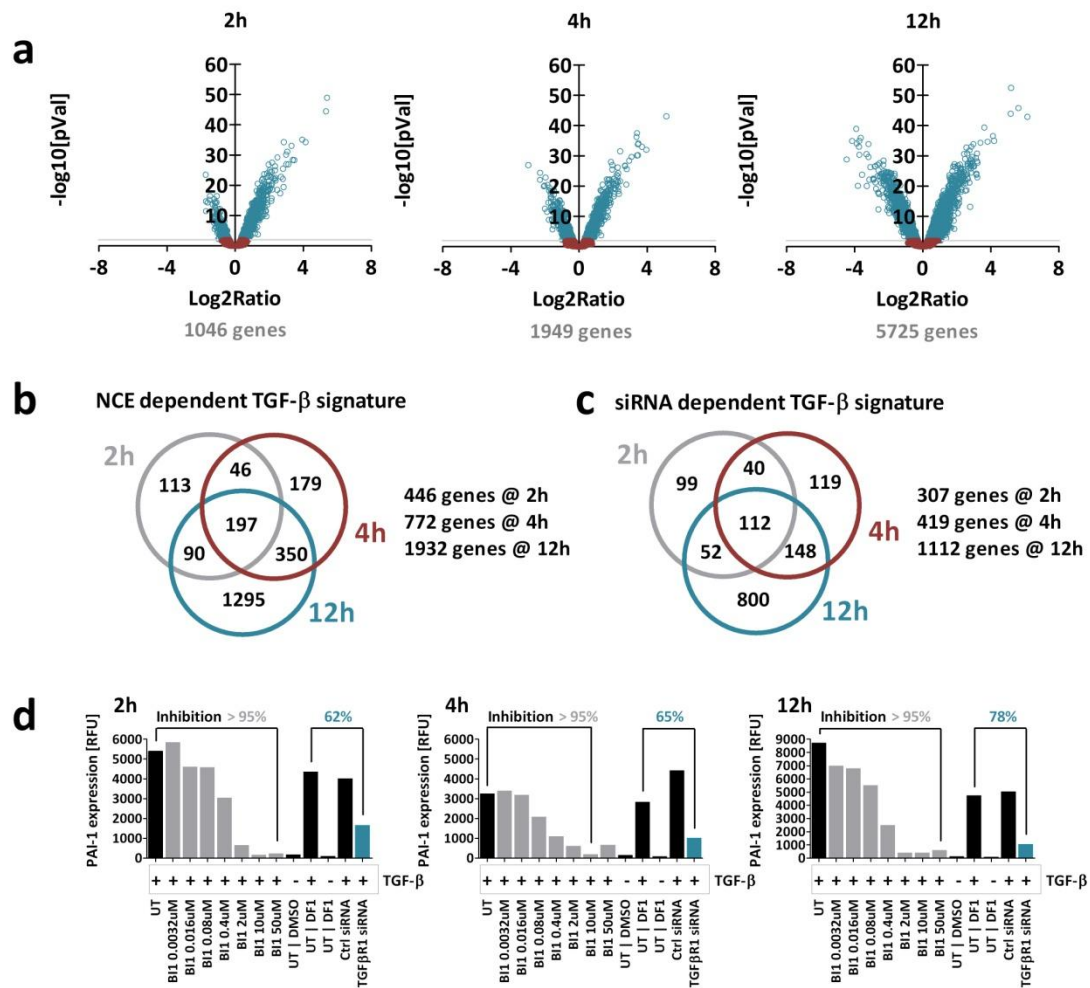 2h 4h 12h
a
-log10[pVal] 60 50 40 30 20 10
-8 -4 0 4 8
Log2Ratio
1046 genes
-log10[pVal] 60 50 40 30 20 10
-8 -4 0 4 8
Log2Ratio
1949 genes
-log10[pVal] 60 50 40 30 20 10
-8 -4 0 4 8
Log2Ratio
5725 genes
b NCE dependent TGF-β signature
2h
113 46 179
197
90 350
4h
1295
12h
446 genes @ 2h
772 genes @ 4h
1932 genes @ 12h
c siRNA dependent TGF-β signature
2h
99 40 119
112
52 148
4h
800
12h
307 genes @ 2h
419 genes @ 4h
1112 genes @ 12h
d
2h
Inhibition > 95% 62%
PAI-1 expression [RFU]
6000
5000
4000
3000
2000
1000
0
+ + + + + + + + - + - + + TGF-β
UT
BI1 0.0032uM
BI1 0.016uM
BI1 0.08uM
BI1 0.4uM
BI1 2uM
BI1 10uM
BI1 50uM
UT | DMSO
UT | DF1
UT | DF1
Ctrl siRNA
TGFβR1 siRNA
4h
Inhibition > 95% 65%
PAI-1 expression [RFU]
6000
5000
4000
3000
2000
1000
0
+ + + + + + + + - + - + + TGF-β
UT
BI1 0.0032uM
BI1 0.016uM
BI1 0.08uM
BI1 0.4uM
BI1 2uM
BI1 10uM
BI1 50uM
UT | DMSO
UT | DF1
UT | DF1
Ctrl siRNA
TGFβR1 siRNA
12h
Inhibition > 95% 78%
PAI-1 expression [RFU]
9000
8000
7000
6000
5000
4000
3000
2000
1000
0
+ + + + + + + + - + - + + TGF-β
UT
BI1 0.0032uM
BI1 0.016uM
BI1 0.08uM
BI1 0.4uM
BI1 2uM
BI1 10uM
BI1 50uM
UT | DMSO
UT | DF1
UT | DF1
Ctrl siRNA
TGFβR1 siRNA